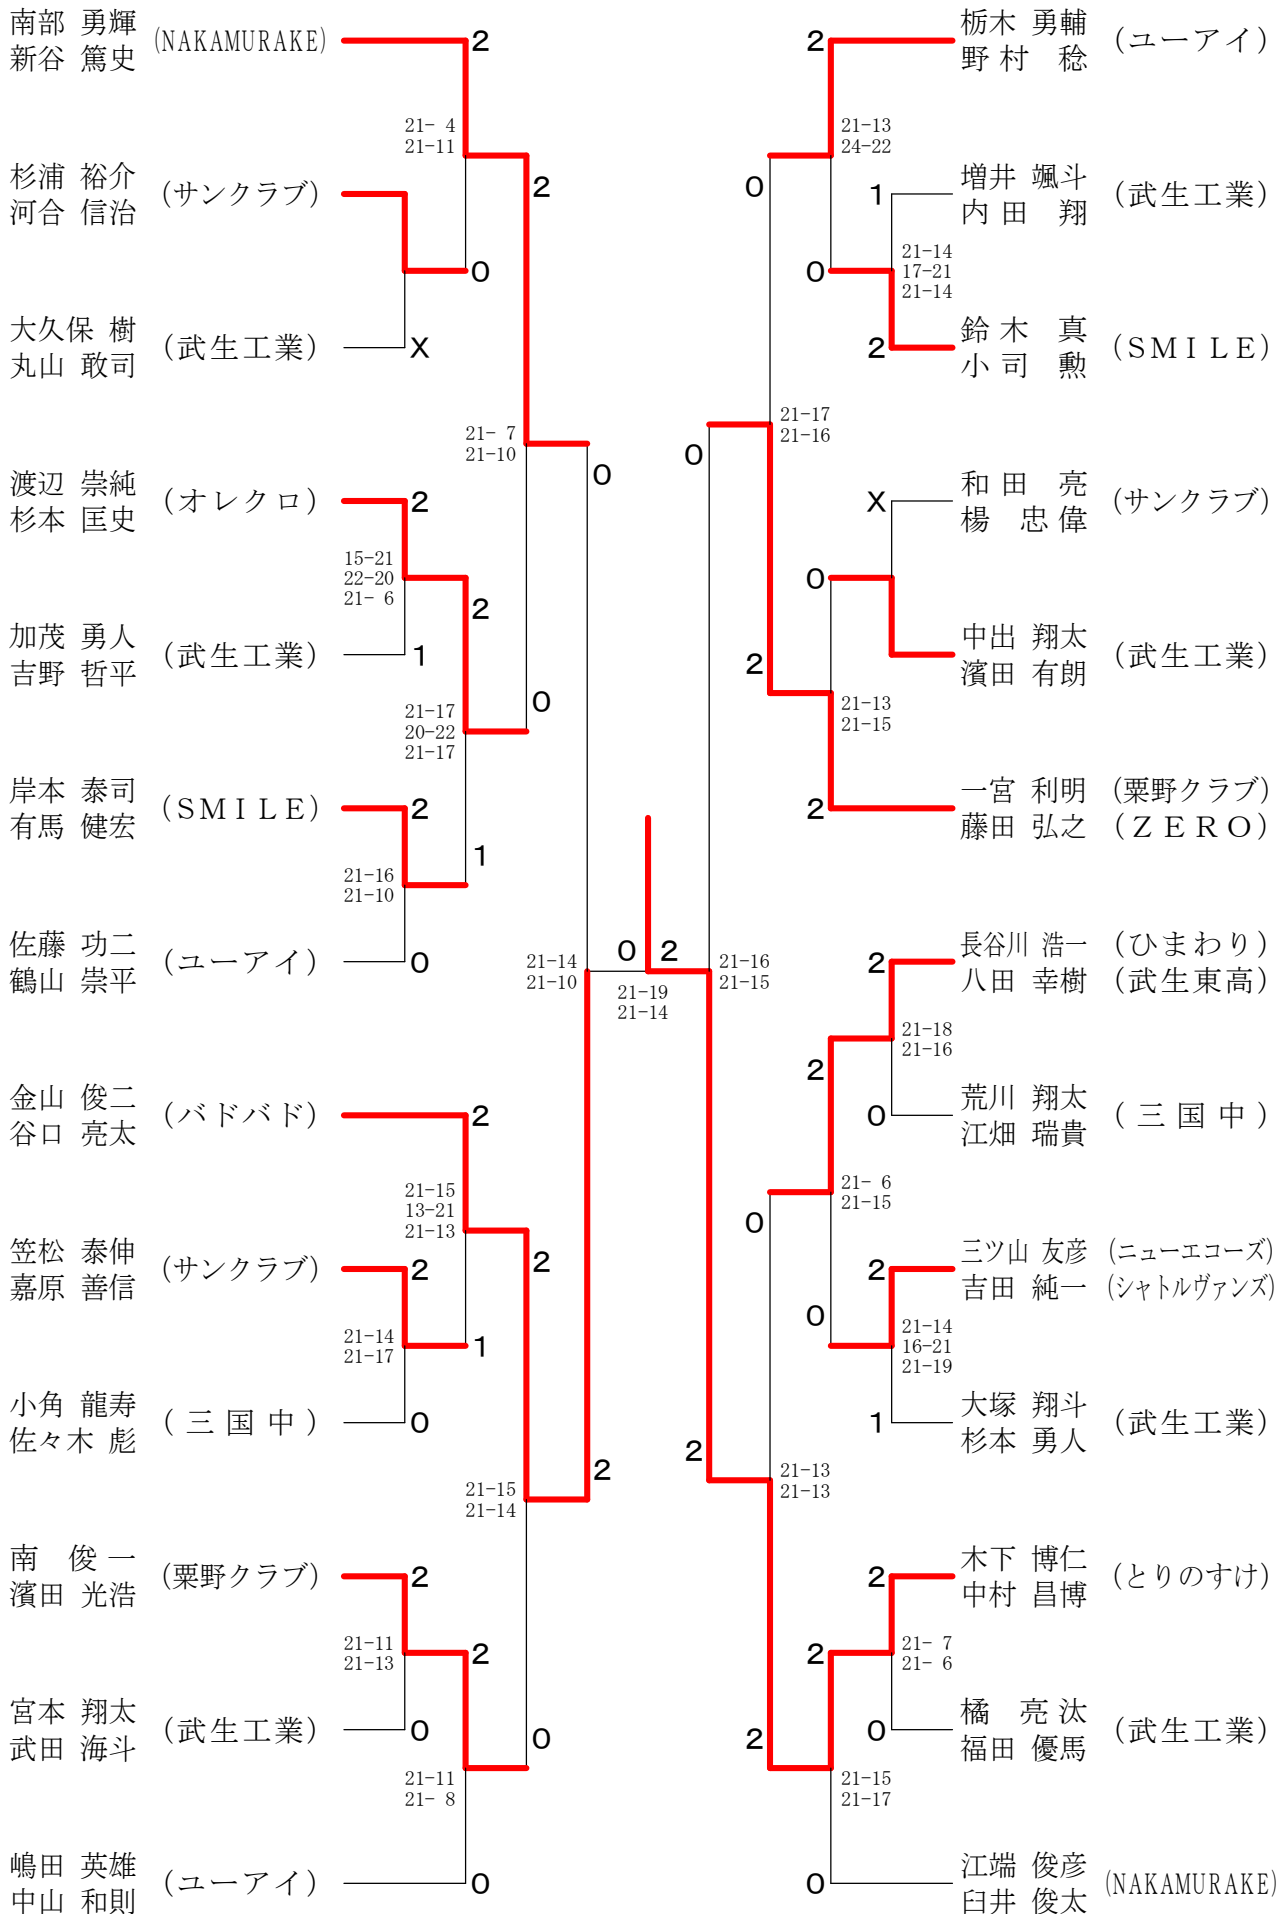 南部 勇輝
新谷 篤史
(NAKAMURAKE)
2
21- 4
21-11
杉浦 裕介
河合 信治
(サンクラブ)
2
0
大久保 樹
丸山 敢司
(武生工業)
X
21- 7
21-10
0
渡辺 崇純
杉本 匡史
(オレクロ)
2
15-21
22-20
21- 6
2
加茂 勇人
吉野 哲平
(武生工業)
1
0
21-17
20-22
21-17
岸本 泰司
有馬 健宏
(ＳＭＩＬＥ)
2
1
21-16
21-10
佐藤 功二
鶴山 崇平
(ユーアイ)
0
21-14
21-10
0
2
21-19
21-14
金山 俊二
谷口 亮太
(バドバド)
2
21-15
13-21
21-13
笠松 泰伸
嘉原 善信
(サンクラブ)
2
2
21-14
21-17
1
小角 龍寿
佐々木 彪
(三国中)
0
21-15
21-14
2
南 俊一
濱田 光浩
(粟野クラブ)
2
21-11
21-13
2
宮本 翔太
武田 海斗
(武生工業)
0
0
21-11
21- 8
嶋田 英雄
中山 和則
(ユーアイ)
0
2
栃木 勇輔
野村 稔
(ユーアイ)
21-13
24-22
0
1
増井 颯斗
内田 翔
(武生工業)
21-14
17-21
21-14
0
2
鈴木 真
小司 勲
(ＳＭＩＬＥ)
21-17
21-16
0
X
和田 亮
楊 忠偉
(サンクラブ)
0
2
中出 翔太
濱田 有朗
(武生工業)
21-13
21-15
2
一宮 利明
藤田 弘之
(粟野クラブ)
(ＺＥＲＯ)
21-16
21-15
2
長谷川 浩一
八田 幸樹
(ひまわり)
(武生東高)
21-18
21-16
2
0
荒川 翔太
江畑 瑞貴
(三国中)
21- 6
21-15
0
2
三ツ山 友彦
吉田 純一
(ニューエコーズ)
(シャトルヴァンズ)
0
21-14
16-21
21-19
1
大塚 翔斗
杉本 勇人
(武生工業)
2
21-13
21-13
2
木下 博仁
中村 昌博
(とりのすけ)
21- 7
21- 6
2
0
橘 亮汰
福田 優馬
(武生工業)
2
21-15
21-17
0
江端 俊彦
臼井 俊太
(NAKAMURAKE)